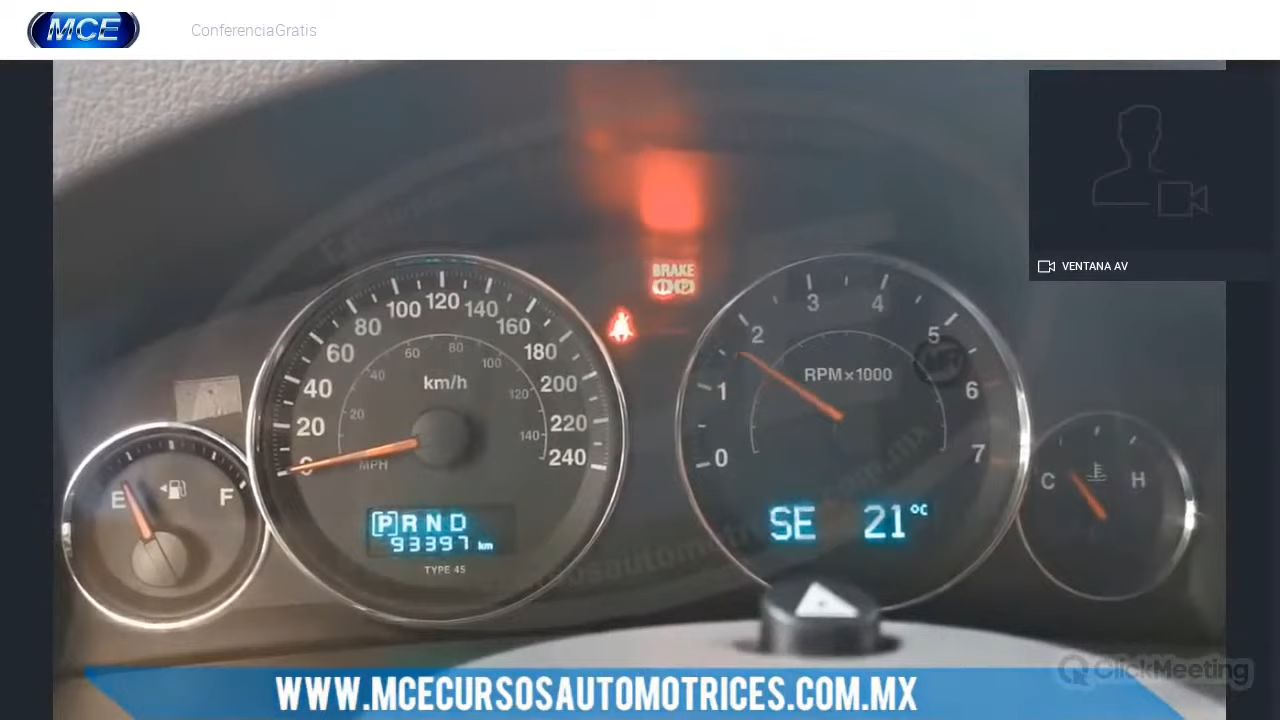 MCE
ConferenciaGratis
VENTANA AV
BRAKE
P
0 20 40 60 80 100 120 140 160 180 200 220 240
20 40 60 80 100 120 140
km/h
MPH
[P] R N D
93397 km
TYPE 45
E F
0 1 2 3 4 5 6 7
RPM×1000
SE 21°C
C H
ClickMeeting
WWW.MCECURSOSAUTOMOTRICES.COM.MX